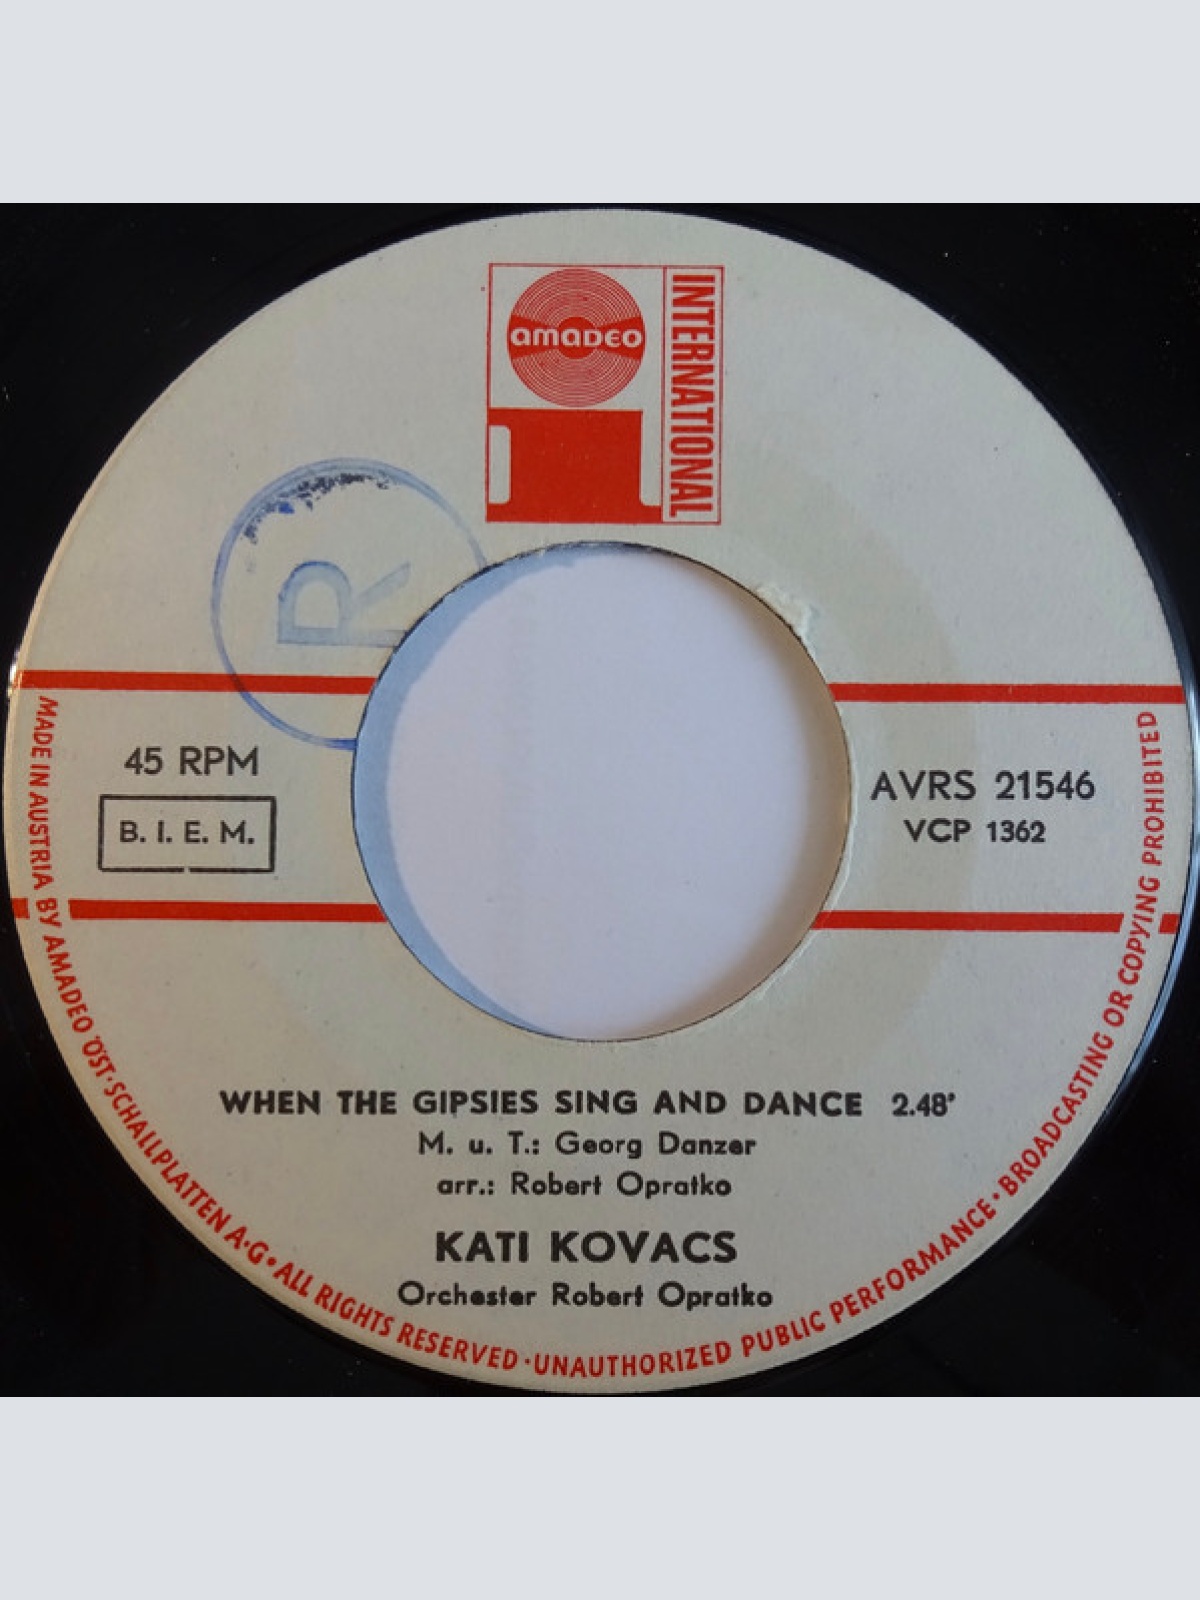 amadeo
INTERNATIONAL
R
45 RPM
B. I. E. M.
AVRS 21546
VCP 1362
WHEN THE GIPSIES SING AND DANCE 2.48'
M. u. T.: Georg Danzer
arr.: Robert Opratko
KATI KOVACS
Orchester Robert Opratko
MADE IN AUSTRIA BY AMADEO ÖST·SCHALLPLATTEN A·G·ALL RIGHTS RESERVED·UNAUTHORIZED PUBLIC PERFORMANCE·BROADCASTING OR COPYING PROHIBITED